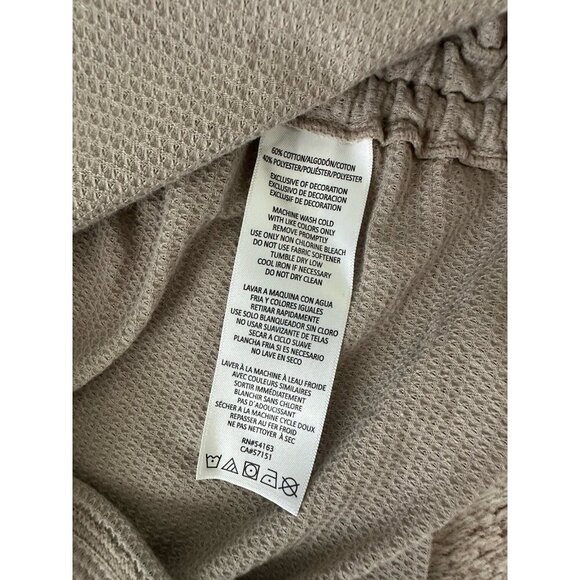 60% COTTON/ALGODÓN/COTON
40% POLYESTER/POLIÉSTER/POLYESTER
EXCLUSIVE OF DECORATION
EXCLUSIVO DE DECORACION
EXCLUSIF DE DECORATION
MACHINE WASH COLD
WITH LIKE COLORS ONLY
REMOVE PROMPTLY
USE ONLY NON CHLORINE BLEACH
DO NOT USE FABRIC SOFTENER
TUMBLE DRY LOW
COOL IRON IF NECESSARY
DO NOT DRY CLEAN
LAVAR A MAQUINA CON AGUA
FRIA Y COLORES IGUALES
RETIRAR RAPIDAMENTE
USE SOLO BLANQUEADOR SIN CLORO
NO USAR SUAVIZANTE DE TELAS
SECAR A CICLO SUAVE
PLANCHA FRIA SI ES NECESARIO
NO LAVE EN SECO
LAVER À LA MACHINE À LEAU FROIDE
AVEC COULEURS SIMILAIRES
SORTIR IMMÉDIATEMENT
BLANCHIR SANS CHLORE
PAS D'ADOUCISSANT
SÉCHER A LA MACHINE CYCLE DOUX
REPASSER AU FER FROID
NE PAS NETTOYER À SEC
RN#54163
CA#57151